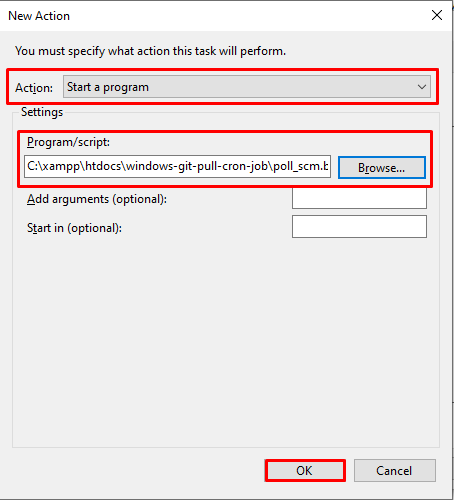 New Action
You must specify what action this task will perform.
Action: Start a program
Settings
Program/script:
C:\xampp\htdocs\windows-git-pull-cron-job\poll_scm.b Browse...
Add arguments (optional):
Start in (optional):
OK Cancel